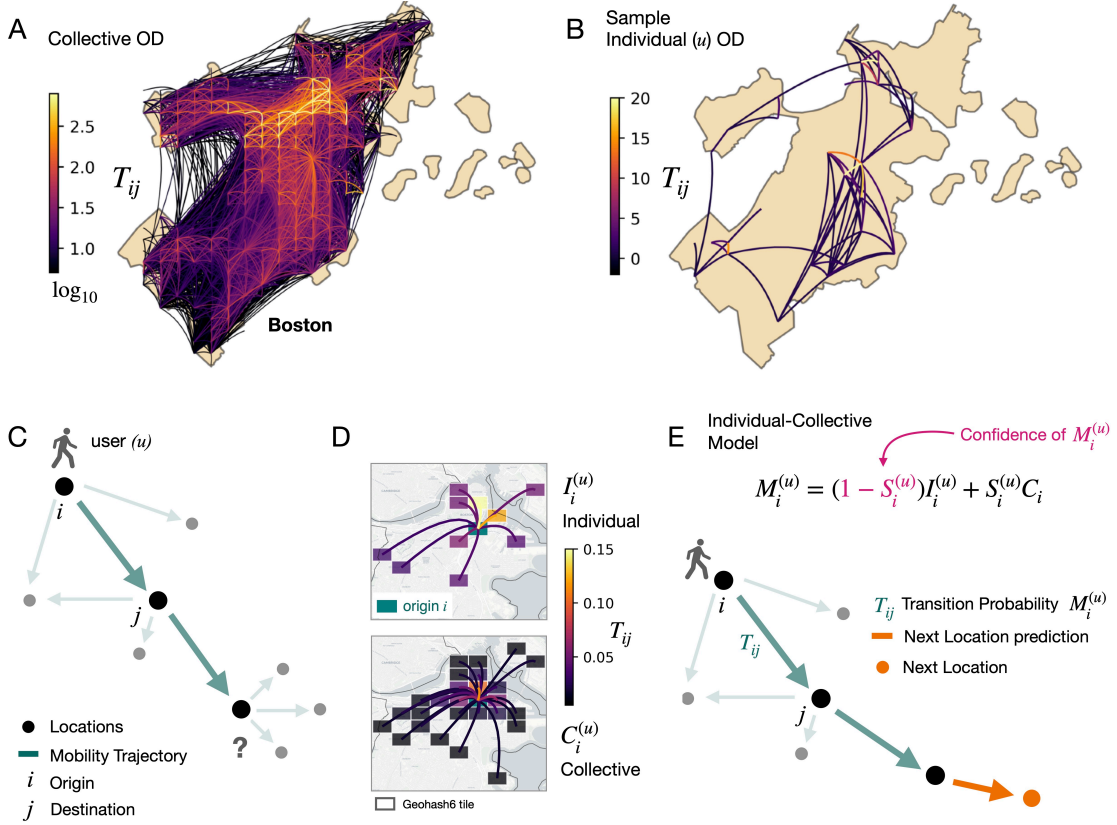 A
Collective OD
T_ij
2.5
2.0
1.5
1.0
log_10
Boston
B
Sample
Individual (u) OD
T_ij
20
15
10
5
0
C
user (u)
i
j
?
Locations
Mobility Trajectory
i Origin
j Destination
D
origin i
I_i^(u)
Individual
0.15
0.10
0.05
T_ij
C_i^(u)
Collective
Geohash6 tile
E
Individual-Collective
Model
Confidence of M_i^(u)
M_i^(u) = (1 − S_i^(u))I_i^(u) + S_i^(u)C_i
i
T_ij
j
T_ij Transition Probability M_i^(u)
Next Location prediction
Next Location